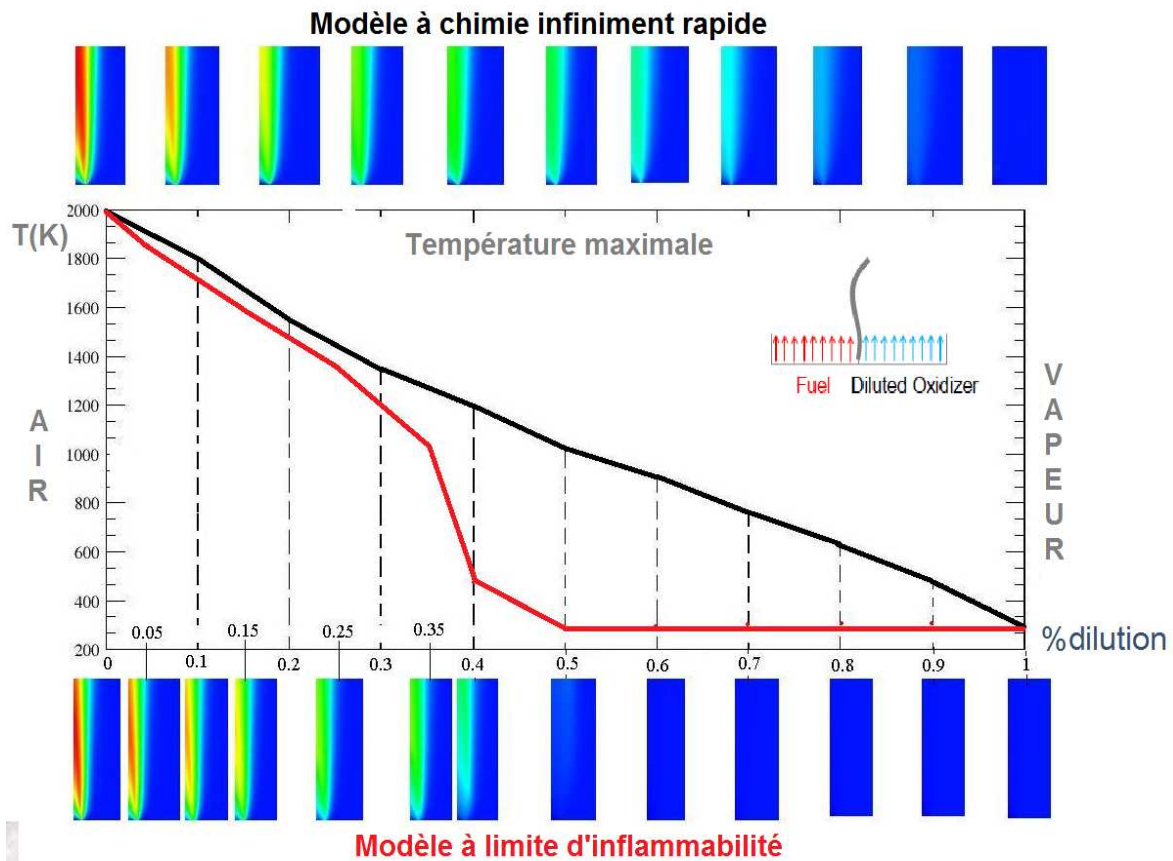 Modèle à chimie infiniment rapide
2000
T(K)
Température maximale
1800
1600
1400
Fuel Diluted Oxidizer
1200
1000
800
600
400
200
AIR
VAPEUR
0.05 0.15 0.25 0.35
0 0.1 0.2 0.3 0.4 0.5 0.6 0.7 0.8 0.9 1
%dilution
Modèle à limite d'inflammabilité